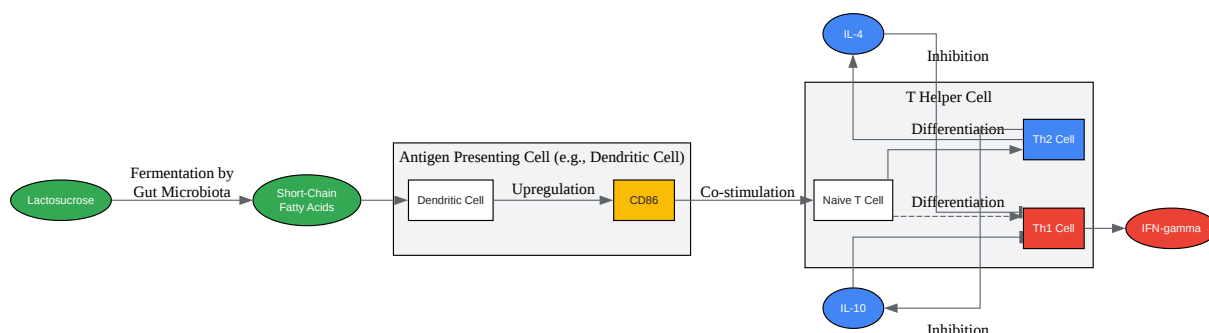 IL-4
Inhibition
T Helper Cell
Differentiation
Th2 Cell
Antigen Presenting Cell (e.g., Dendritic Cell)
Fermentation by
Gut Microbiota
Lactosucrose
Short-Chain
Fatty Acids
Dendritic Cell
Upregulation
CD86
Co-stimulation
Naive T Cell
Differentiation
Th1 Cell
IFN-gamma
IL-10
Inhibition